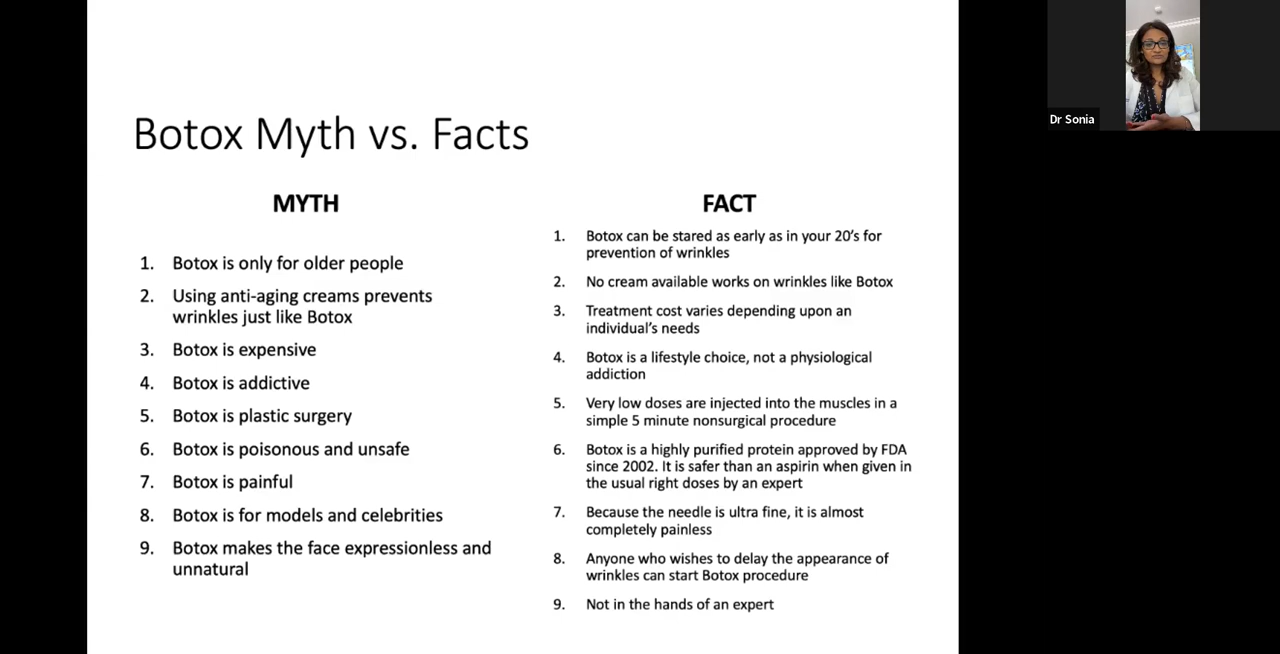 Botox Myth vs. Facts
MYTH
1. Botox is only for older people
2. Using anti-aging creams prevents
wrinkles just like Botox
3. Botox is expensive
4. Botox is addictive
5. Botox is plastic surgery
6. Botox is poisonous and unsafe
7. Botox is painful
8. Botox is for models and celebrities
9. Botox makes the face expressionless and
unnatural
FACT
1. Botox can be stared as early as in your 20's for
prevention of wrinkles
2. No cream available works on wrinkles like Botox
3. Treatment cost varies depending upon an
individual's needs
4. Botox is a lifestyle choice, not a physiological
addiction
5. Very low doses are injected into the muscles in a
simple 5 minute nonsurgical procedure
6. Botox is a highly purified protein approved by FDA
since 2002. It is safer than an aspirin when given in
the usual right doses by an expert
7. Because the needle is ultra fine, it is almost
completely painless
8. Anyone who wishes to delay the appearance of
wrinkles can start Botox procedure
9. Not in the hands of an expert
Dr Sonia